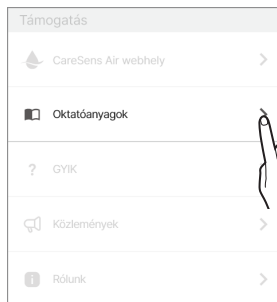 Támogatás
CareSens Air webhely
Oktatóanyagok
? GYIK
Közlemények
Rólunk